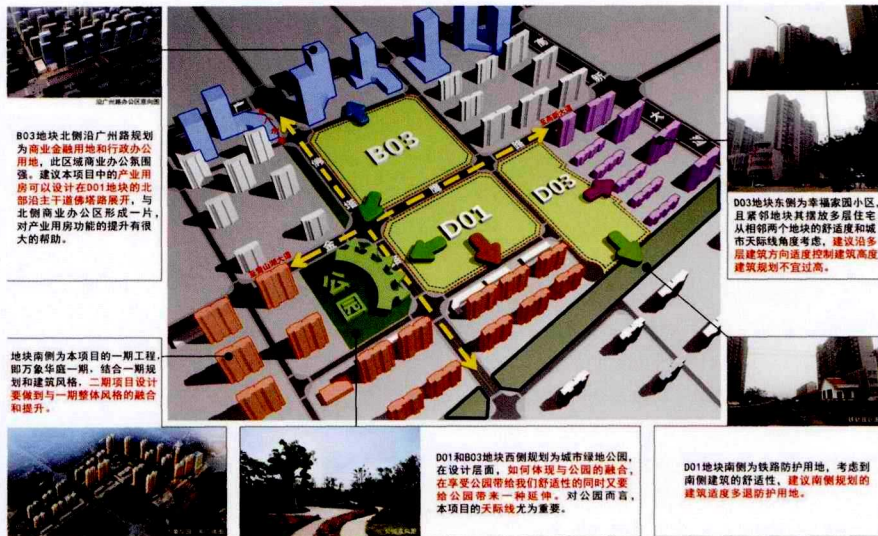 沿广州路办公区意向图
B03地块北侧沿广州路规划
为商业金融用地和行政办公
用地，此区域商业办公氛围
强。建议本项目中的产业用
房可以设计在D01地块的北
部沿主干道佛塔路展开，与
北侧商业办公区形成一片，
对产业用房功能的提升有很
大的帮助。
B03
D01
D03
公园
至高新大道
至黄山湖大道
广
高
新
大
金
D03地块东侧为幸福家园小区，
且紧邻地块其摆放多层住宅
从相邻两个地块的舒适度和城
市天际线角度考虑，建议沿多
层建筑方向适度控制建筑高度
建筑规划不宜过高。
地块南侧为本项目的一期工程，
即万象华庭一期，结合一期规
划和建筑风格，二期项目设计
要做到与一期整体风格的融合
和提升。
D01和B03地块西侧规划为城市绿地公园，
在设计层面，如何体现与公园的融合，
在享受公园带给我们舒适性的同时又要
给公园带来一种延伸。对公园而言，
本项目的天际线尤为重要。
D01地块南侧为铁路防护用地，考虑到
南侧建筑的舒适性，建议南侧规划的
建筑适度多退防护用地。